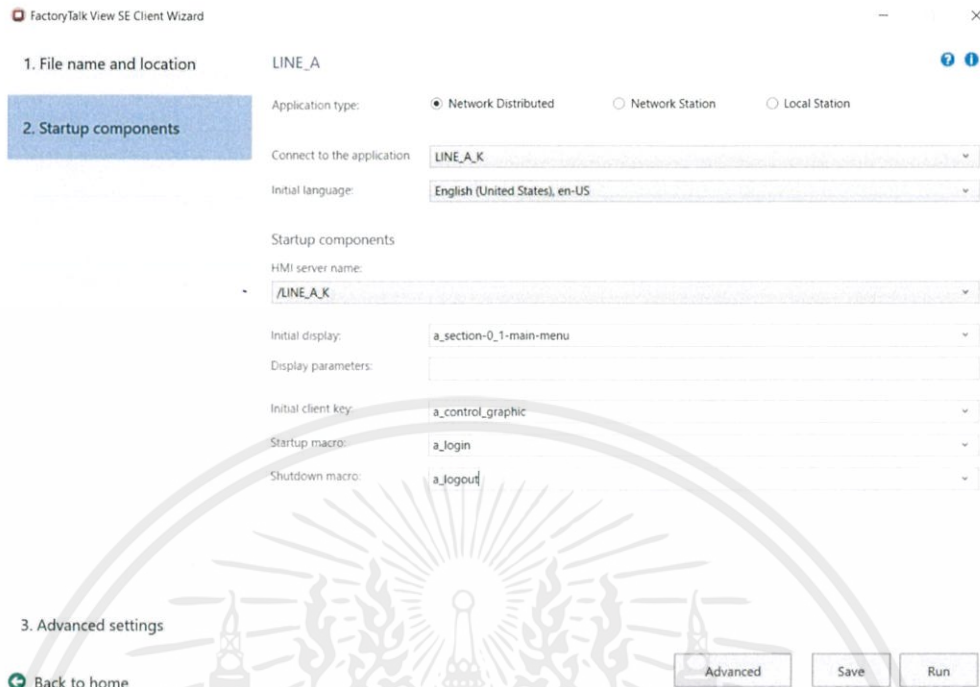 FactoryTalk View SE Client Wizard
1. File name and location
LINE_A
2. Startup components
Application type:
Network Distributed
Network Station
Local Station
Connect to the application
LINE_A_K
Initial language:
English (United States), en-US
Startup components
HMI server name:
/LINE_A_K
Initial display:
a_section-0_1-main-menu
Display parameters:
Initial client key:
a_control_graphic
Startup macro:
a_login
Shutdown macro:
a_logout
3. Advanced settings
Back to home
Advanced
Save
Run